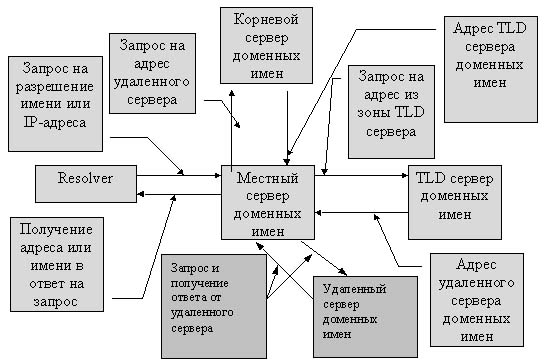 Корневой
сервер
доменных
имен
Адрес TLD
сервера
доменных
имен
Запрос на
адрес
удаленного
сервера
Запрос на
разрешение
имени или
IP-адреса
Запрос на
адрес из
зоны TLD
сервера
Resolver
Местный
сервер
доменных
имен
TLD сервер
доменных
имен
Получение
адреса или
имени в
ответ на
запрос
Запрос и
получение
ответа от
удаленного
сервера
Удаленный
сервер
доменных
имен
Адрес
удаленного
сервера
доменных
имен